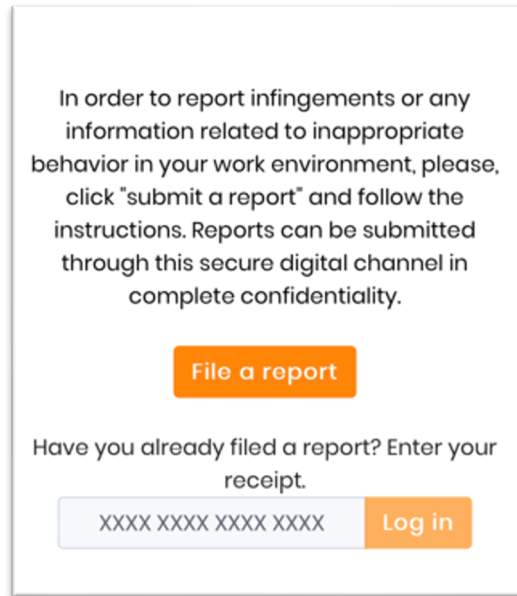 In order to report infingements or any
information related to inappropriate
behavior in your work environment, please,
click "submit a report" and follow the
instructions. Reports can be submitted
through this secure digital channel in
complete confidentiality.
File a report
Have you already filed a report? Enter your
receipt.
XXXX XXXX XXXX XXXX
Log in